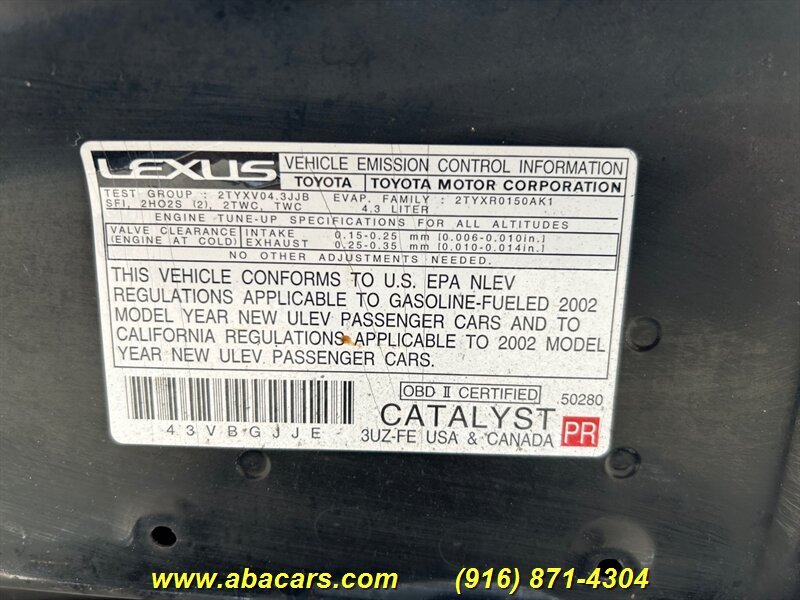 LEXUS VEHICLE EMISSION CONTROL INFORMATION
TOYOTA TOYOTA MOTOR CORPORATION
TEST GROUP : 2TYXV04.3JJB EVAP. FAMILY : 2TYXR0150AK1
SFI, 2HO2S (2), 2TWC, TWC 4.3 LITER
ENGINE TUNE-UP SPECIFICATIONS FOR ALL ALTITUDES
VALVE CLEARANCE INTAKE 0.15-0.25 mm [0.006-0.010in.]
(ENGINE AT COLD) EXHAUST 0.25-0.35 mm [0.010-0.014in.]
NO OTHER ADJUSTMENTS NEEDED.
THIS VEHICLE CONFORMS TO U.S. EPA NLEV
REGULATIONS APPLICABLE TO GASOLINE-FUELED 2002
MODEL YEAR NEW ULEV PASSENGER CARS AND TO
CALIFORNIA REGULATIONS APPLICABLE TO 2002 MODEL
YEAR NEW ULEV PASSENGER CARS.
OBD II CERTIFIED 50280
CATALYST
43VBGJJE 3UZ-FE USA & CANADA PR
www.abacars.com (916) 871-4304